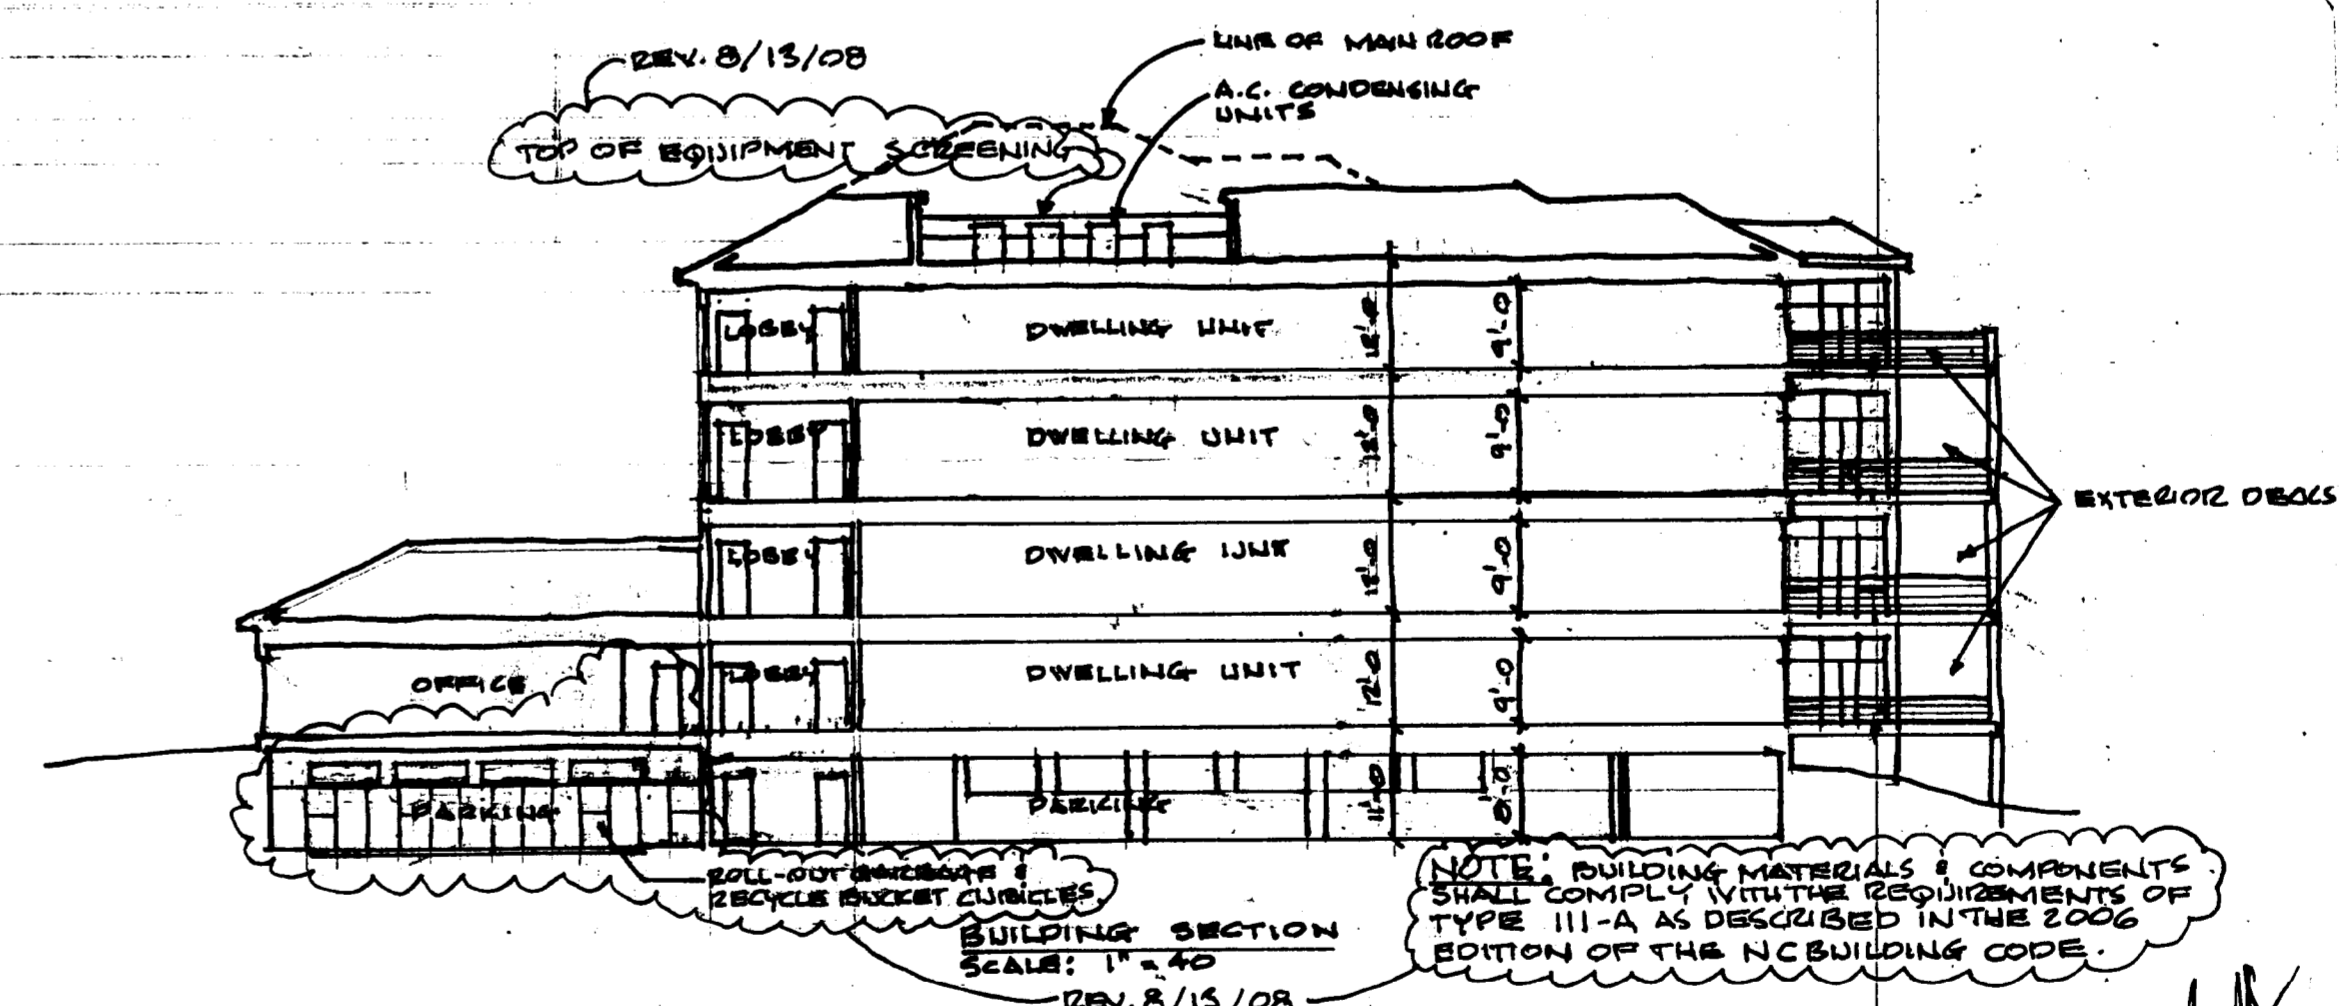 REV. 8/13/08
LINE OF MAIN ROOF
A.C. CONDENSING
UNITS
TOP OF EQUIPMENT SCREENING
LOBBY
DWELLING UNIT
12'-0
9'-0
LOBBY
DWELLING UNIT
12'-0
9'-0
EXTERIOR DECKS
LOBBY
DWELLING UNIT
12'-0
9'-0
OFFICE
LOBBY
DWELLING UNIT
12'-0
9'-0
PARKING
PARKING
11'-0
8'-0
ROLL-OUT GARBAGE &
RECYCLE BUCKET CUBICLES
NOTE: BUILDING MATERIALS & COMPONENTS
SHALL COMPLY WITH THE REQUIREMENTS OF
TYPE III-A AS DESCRIBED IN THE 2006
EDITION OF THE NC BUILDING CODE.
BUILDING SECTION
SCALE: 1" = 40
REV. 8/13/08